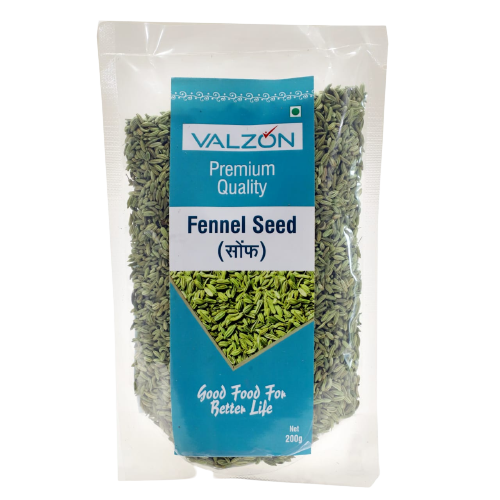 VALZON
Premium
Quality
Fennel Seed
(सोंफ)
Good Food For
Better Life
Net
200g